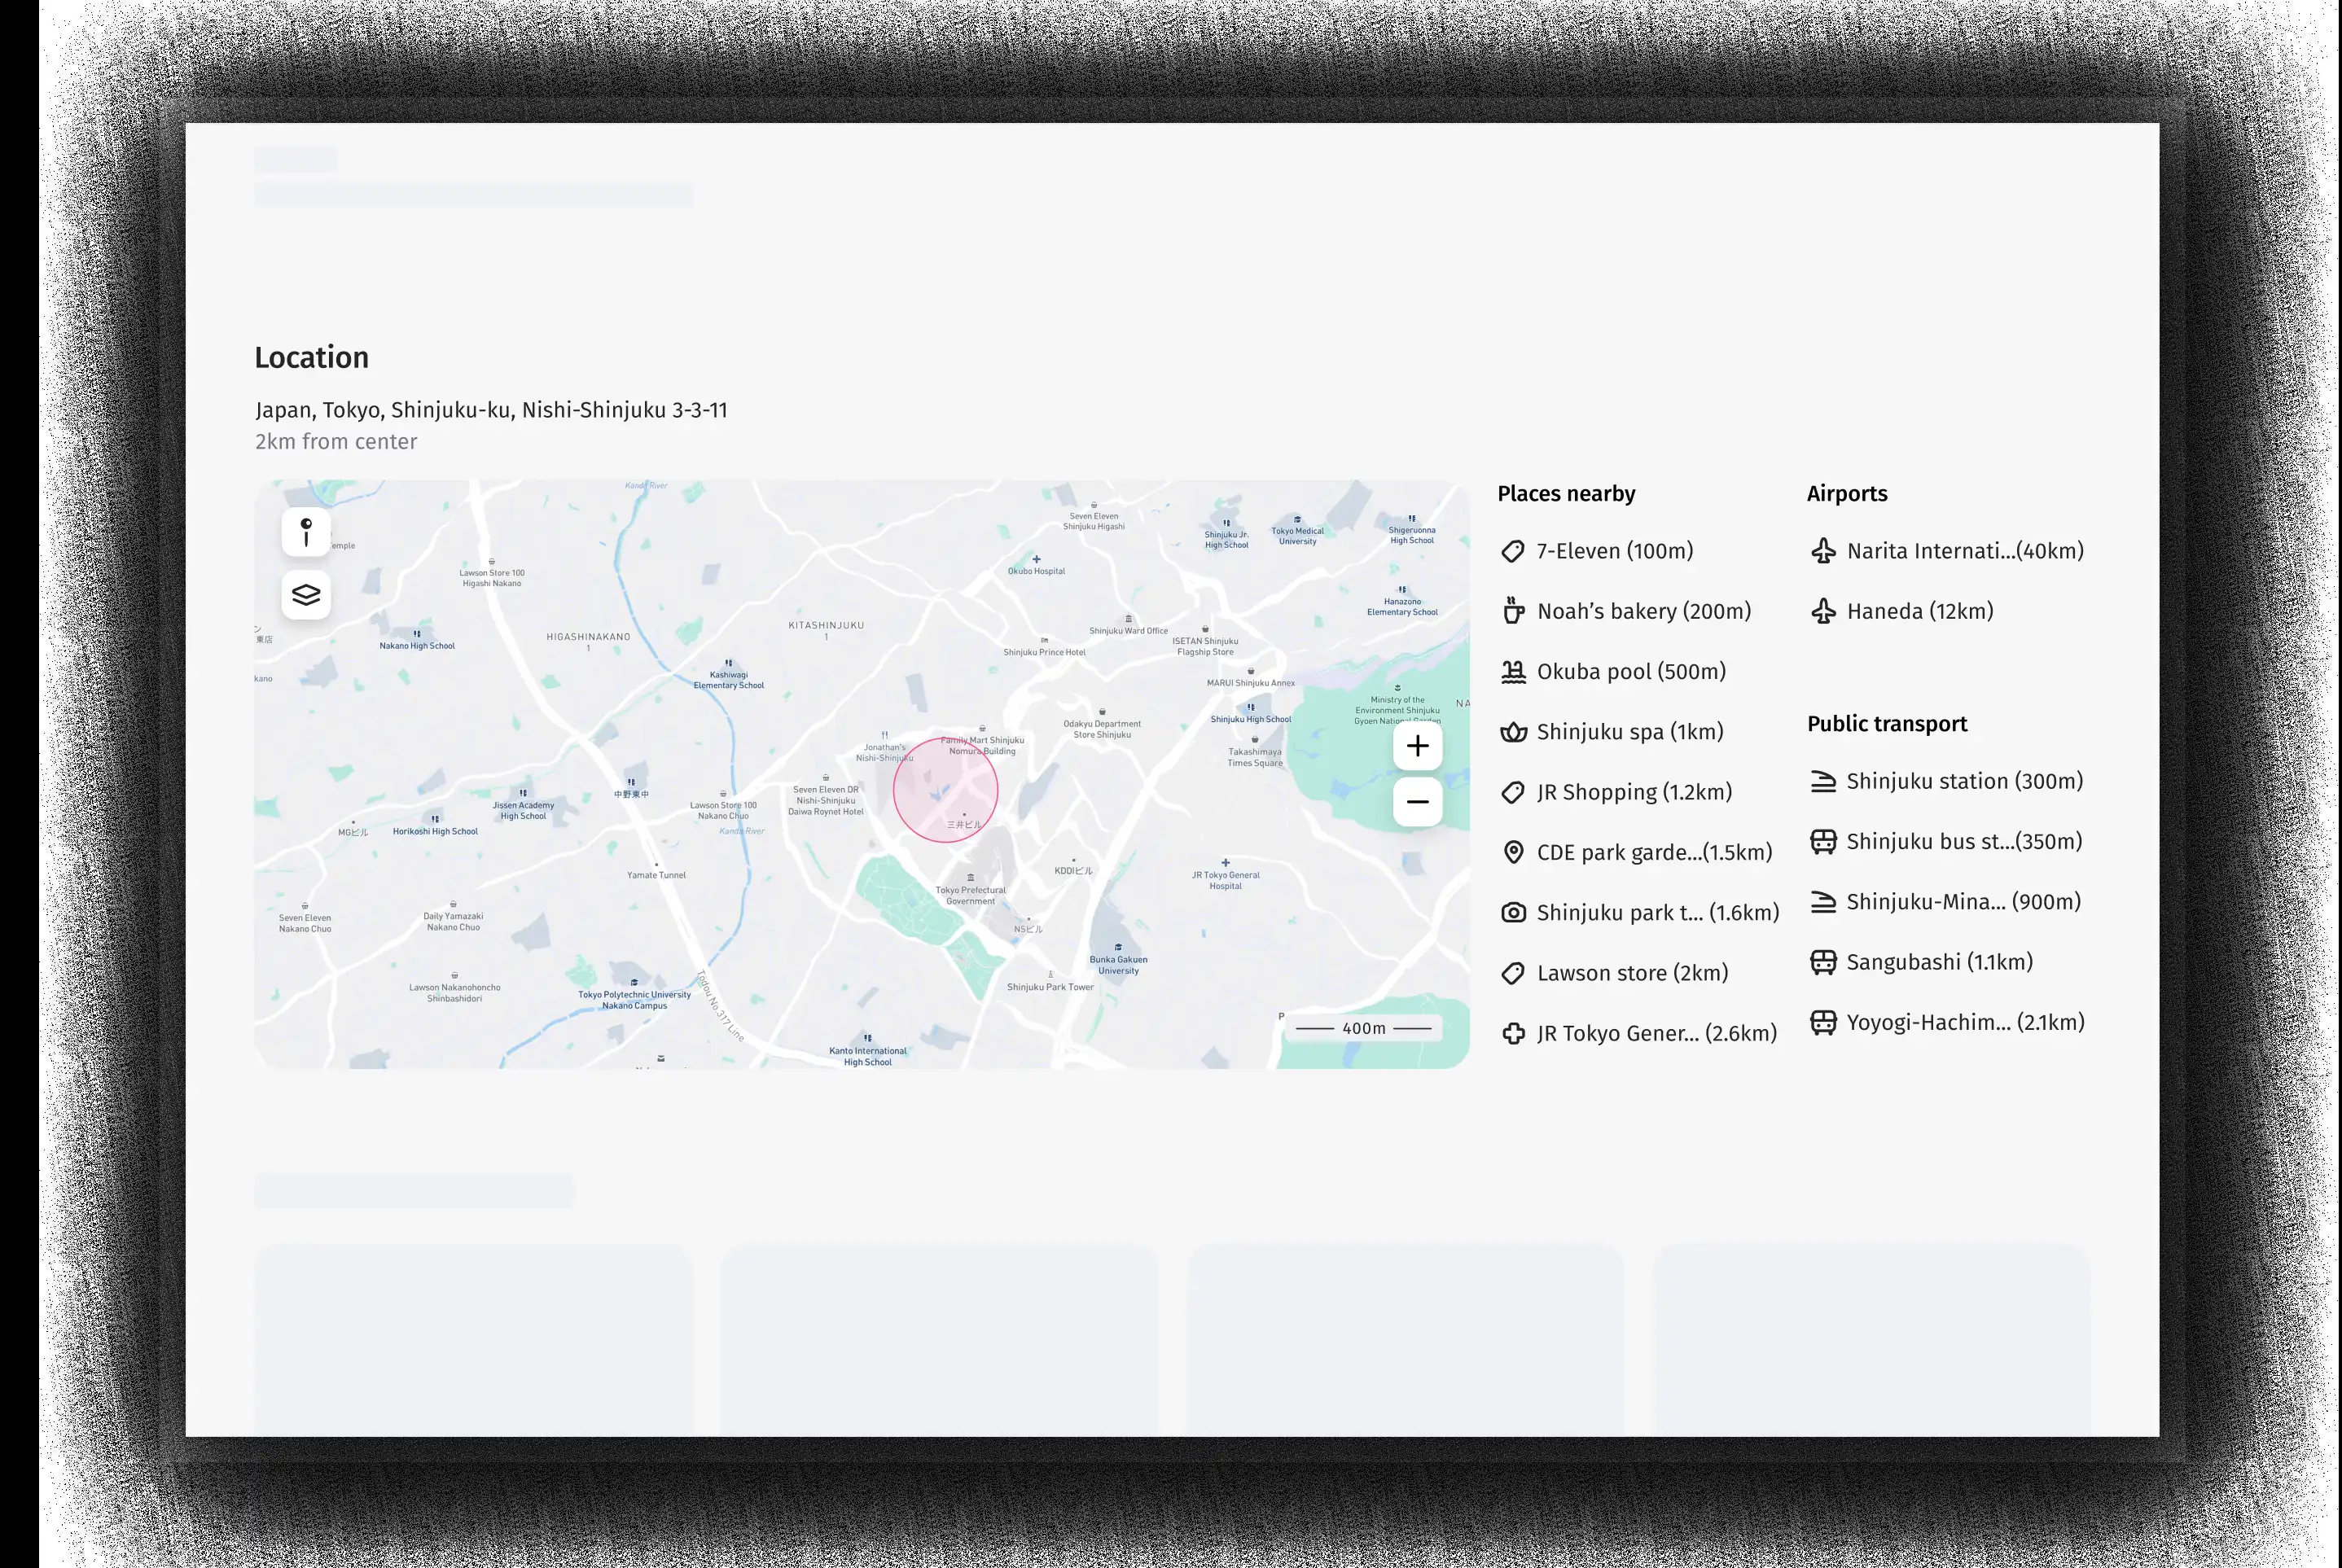 Location
Japan, Tokyo, Shinjuku-ku, Nishi-Shinjuku 3-3-11
2km from center
Kanda River
Seven Eleven
Shinjuku Higashi
Shinjuku Jr.
High School
Tokyo Medical
University
Shigeruonna
High School
emple
Lawson Store 100
Higashi Nakano
Okubo Hospital
Hanazono
Elementary School
ン
東店
Nakano High School
HIGASHINAKANO
1
KITASHINJUKU
1
Shinjuku Ward Office
ISETAN Shinjuku
Flagship Store
Shinjuku Prince Hotel
kano
Kashiwagi
Elementary School
MARUI Shinjuku Annex
Ministry of the
Environment Shinjuku
Gyoen National Garden
NA
Shinjuku High School
Odakyu Department
Store Shinjuku
Family Mart Shinjuku
Nomura Building
Jonathan's
Nishi-Shinjuku
Takashimaya
Times Square
中野東中
Seven Eleven DR
Nishi-Shinjuku
Daiwa Roynet Hotel
Lawson Store 100
Nakano Chuo
Jissen Academy
High School
三井ビル
MGビル
Horikoshi High School
Kanda River
Yamate Tunnel
KDDIビル
JR Tokyo General
Hospital
Tokyo Prefectural
Government
Seven Eleven
Nakano Chuo
Daily Yamazaki
Nakano Chuo
NSビル
Bunka Gakuen
University
Lawson Nakanohoncho
Shinbashidori
Tokyo Polytechnic University
Nakano Campus
Shinjuku Park Tower
Todou No.317 Line
P
400m
Kanto International
High School
Places nearby
7-Eleven (100m)
Noah’s bakery (200m)
Okuba pool (500m)
Shinjuku spa (1km)
JR Shopping (1.2km)
CDE park garde...(1.5km)
Shinjuku park t... (1.6km)
Lawson store (2km)
JR Tokyo Gener... (2.6km)
Airports
Narita Internati...(40km)
Haneda (12km)
Public transport
Shinjuku station (300m)
Shinjuku bus st...(350m)
Shinjuku-Mina... (900m)
Sangubashi (1.1km)
Yoyogi-Hachim... (2.1km)